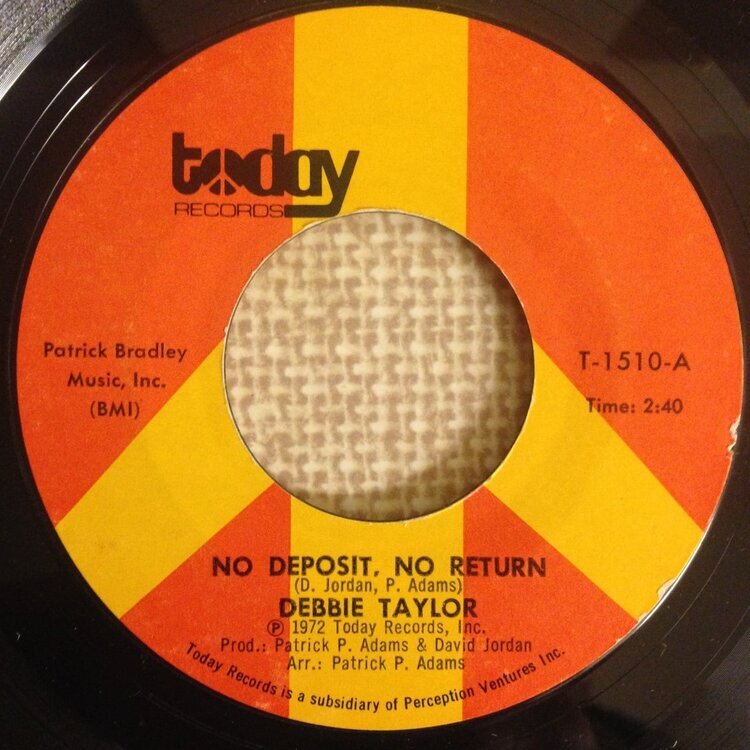 today
RECORDS
Patrick Bradley
Music, Inc.
(BMI)
T-1510-A
Time: 2:40
NO DEPOSIT, NO RETURN
(D. Jordan, P. Adams)
DEBBIE TAYLOR
Ⓟ 1972 Today Records, Inc.
Prod.: Patrick P. Adams & David Jordan
Arr.: Patrick P. Adams
Today Records is a subsidiary of Perception Ventures Inc.